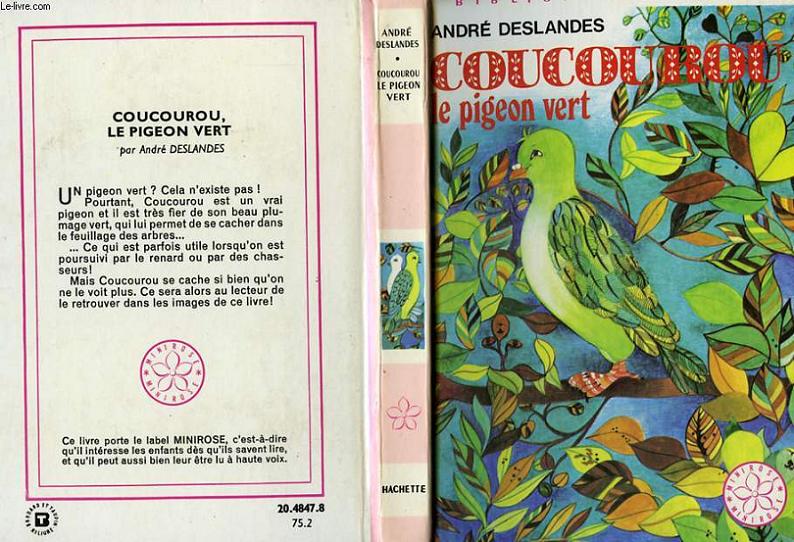 Le-livre.com
COUCOUROU,
LE PIGEON VERT
par André DESLANDES
UN pigeon vert ? Cela n'existe pas !
Pourtant, Coucourou est un vrai
pigeon et il est très fier de son beau plu-
mage vert, qui lui permet de se cacher dans
le feuillage des arbres...
... Ce qui est parfois utile lorsqu'on est
poursuivi par le renard ou par des chas-
seurs!
Mais Coucourou se cache si bien qu'on
ne le voit plus. Ce sera alors au lecteur de
le retrouver dans les images de ce livre!
MINIROSE
MINIROSE
Ce livre porte le label MINIROSE, c'est-à-dire
qu'il intéresse les enfants dès qu'ils savent lire,
et qu'il peut aussi bien leur être lu à haute voix.
20.4847.8
75.2
ANDRÉ
DESLANDES
•
COUCOUROU
LE PIGEON
VERT
HACHETTE
ANDRÉ DESLANDES
COUCOUROU
le pigeon vert
MINIROSE
MINIROSE